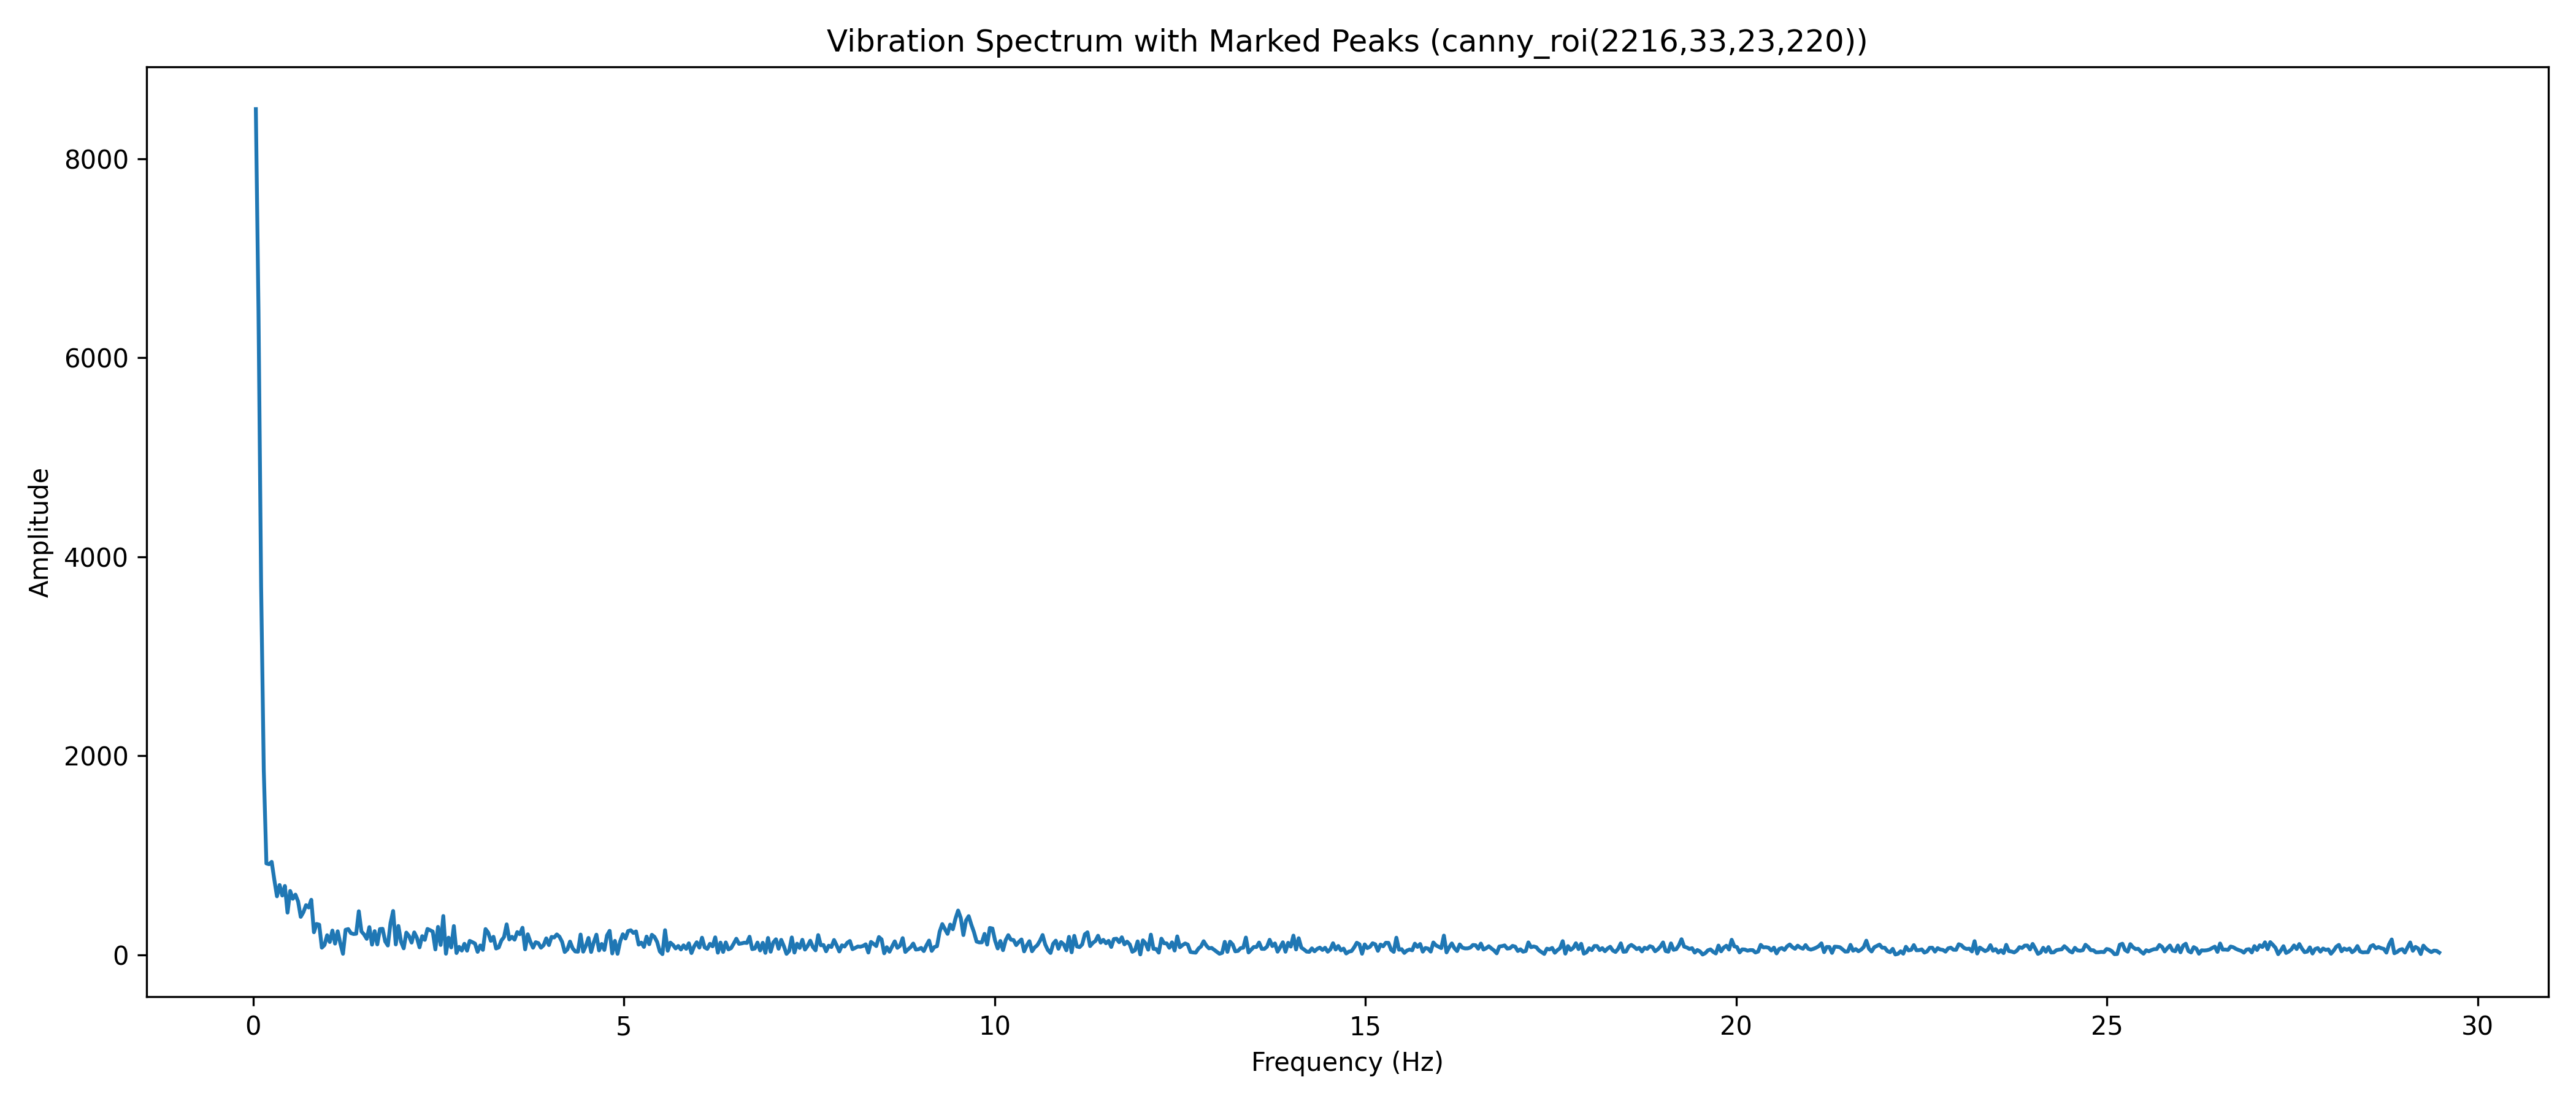 Vibration Spectrum with Marked Peaks (canny_roi(2216,33,23,220))
Amplitude
8000
6000
4000
2000
0
0 5 10 15 20 25 30
Frequency (Hz)